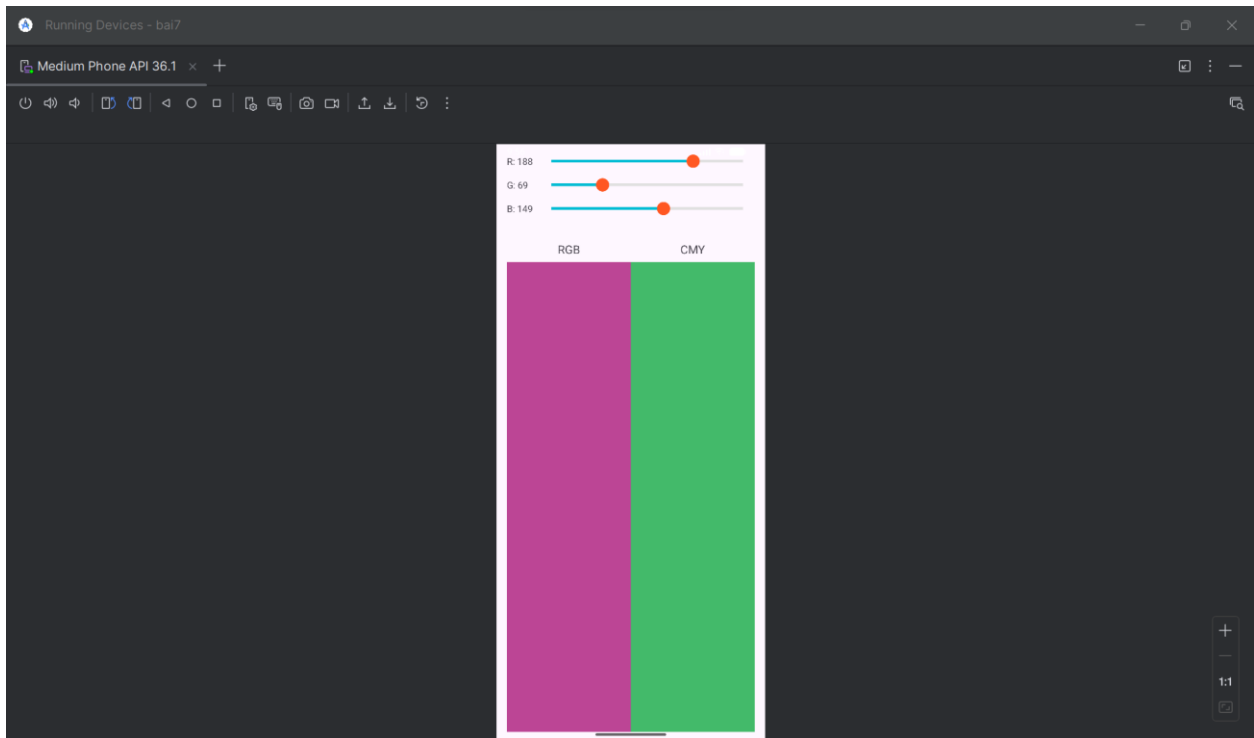 Running Devices - bai7
Medium Phone API 36.1
R: 188
G: 69
B: 149
RGB CMY
1:1